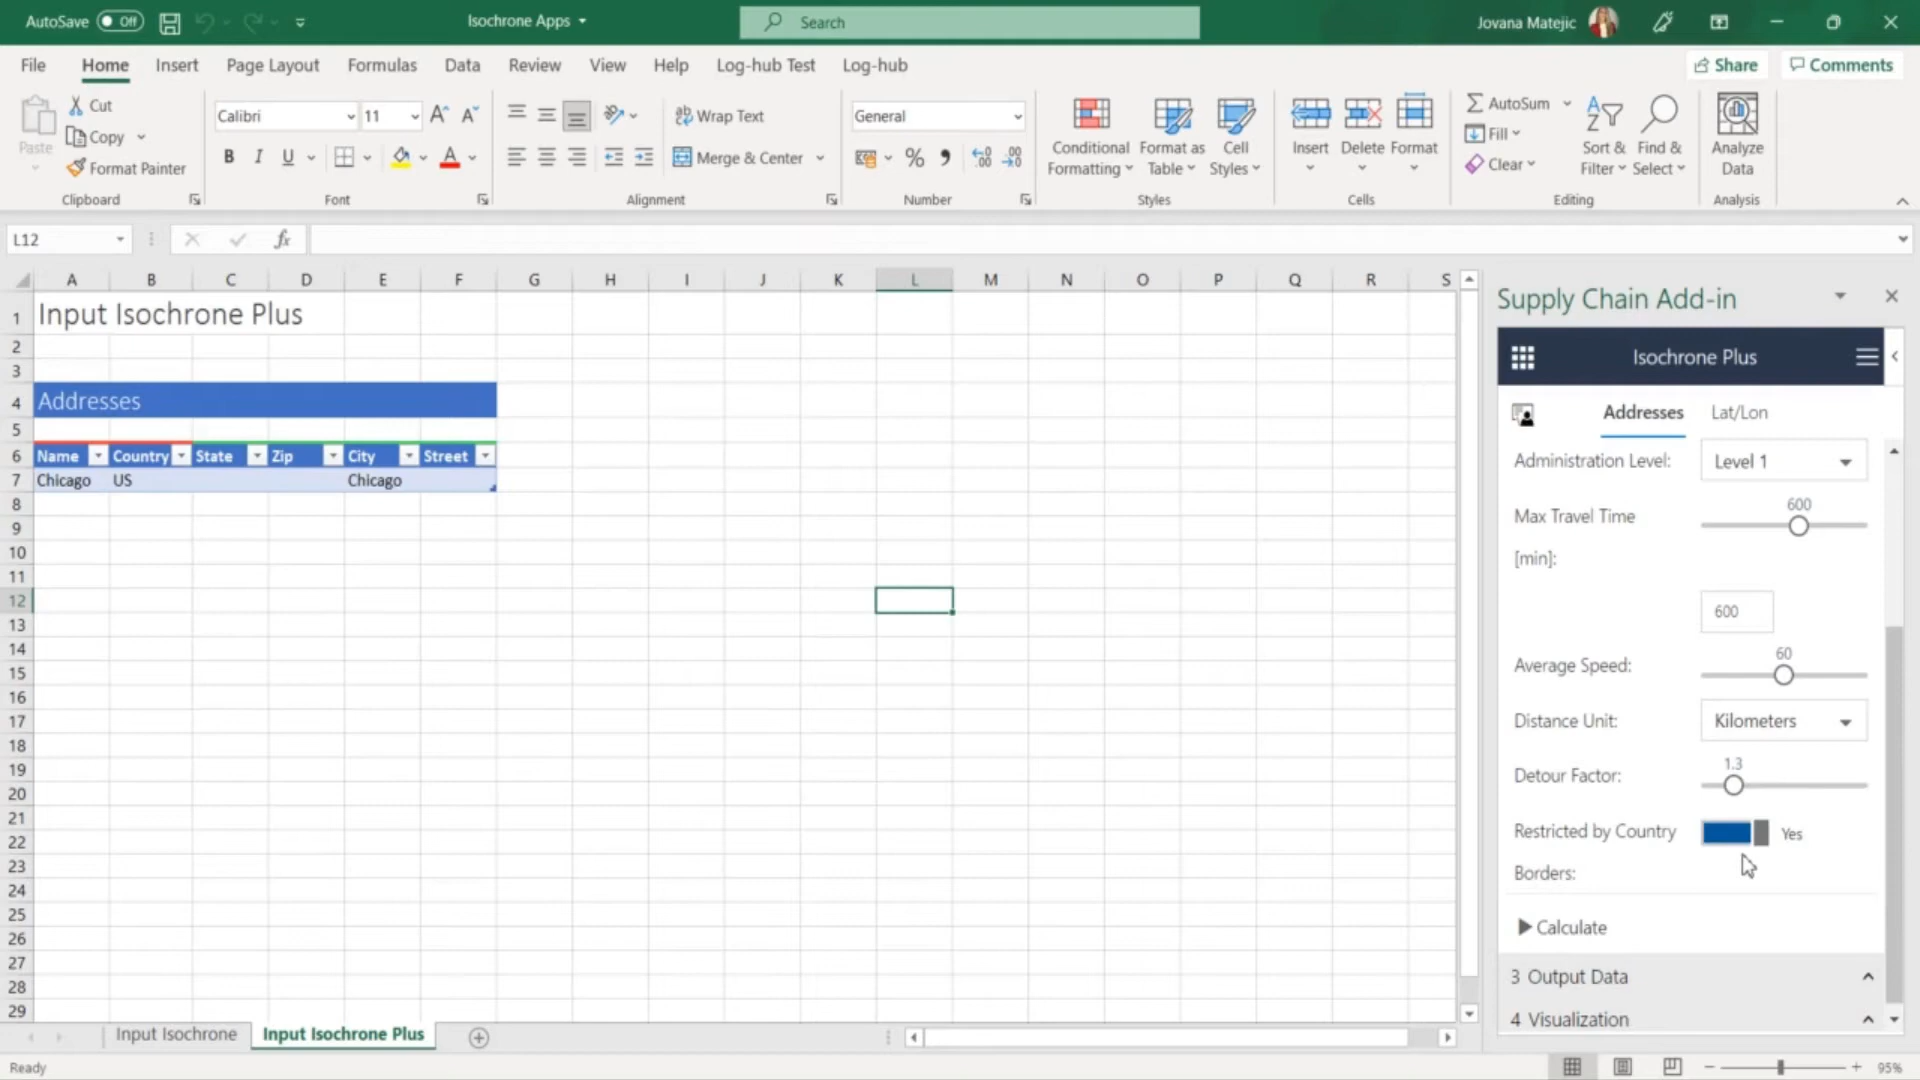 AutoSave Off Isochrone Apps Search Jovana Matejic
File Home Insert Page Layout Formulas Data Review View Help Log-hub Test Log-hub Share Comments
Paste Cut Copy Format Painter Clipboard
Calibri 11 B I U A Font
Wrap Text Merge & Center Alignment
General % Number
Conditional Formatting Format as Table Cell Styles Styles
Insert Delete Format Cells
AutoSum Fill Clear Sort & Filter Find & Select Editing
Analyze Data Analysis
L12 fx
A B C D E F G H I J K L M N O P Q R S
1 Input Isochrone Plus
2
3
4 Addresses
5
6 Name Country State Zip City Street
7 Chicago US Chicago
8
9
10
11
12
13
14
15
16
17
18
19
20
21
22
23
24
25
26
27
28
29
Supply Chain Add-in
Isochrone Plus
Addresses Lat/Lon
Administration Level: Level 1
600
Max Travel Time
[min]:
600
60
Average Speed:
Distance Unit: Kilometers
1.3
Detour Factor:
Restricted by Country Yes
Borders:
Calculate
3 Output Data
4 Visualization
Input Isochrone Input Isochrone Plus
Ready 95%